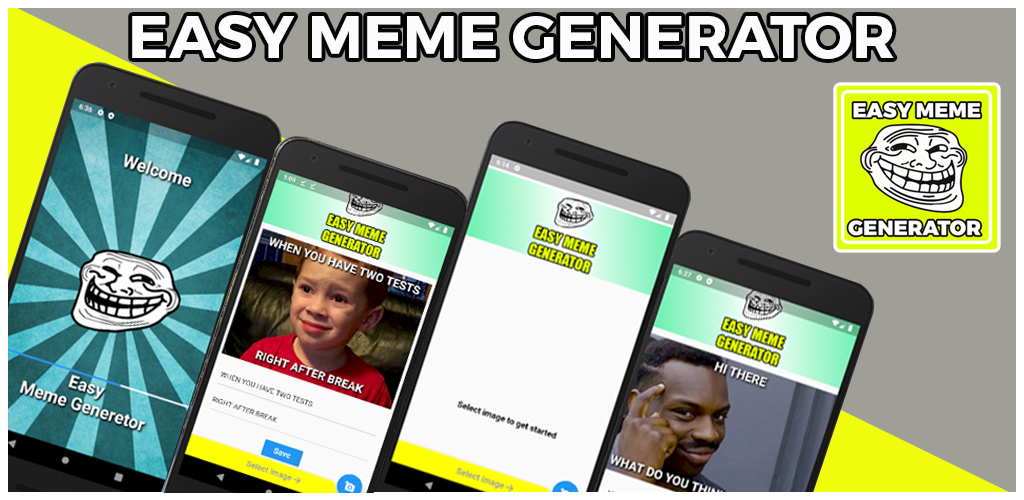 EASY MEME GENERATOR
6:36
Welcome
Easy
Meme Generetor
1:09
EASY MEME
GENERATOR
WHEN YOU HAVE TWO TESTS
RIGHT AFTER BREAK
WHEN YOU HAVE TWO TESTS
RIGHT AFTER BREAK
Save
Select image
6:14
EASY MEME
GENERATOR
Select image to get started
Select image
6:27
EASY MEME
GENERATOR
HI THERE
WHAT DO YOU THIN
EASY MEME
GENERATOR